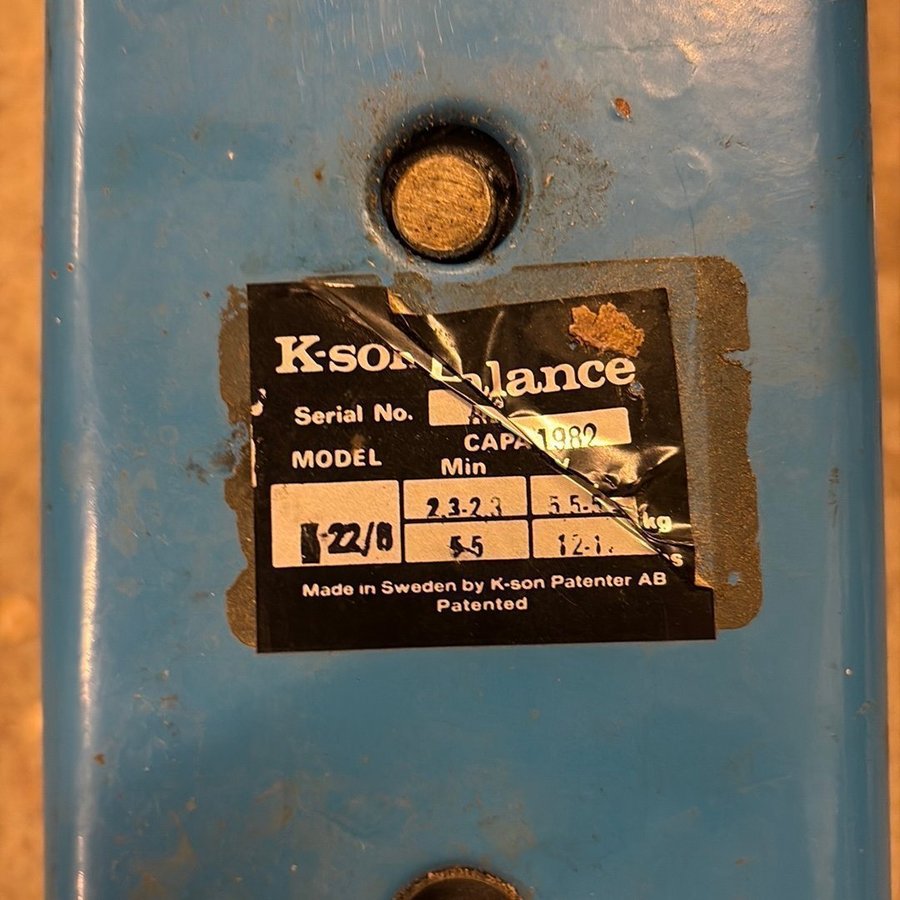 K-son Balance
Serial No. 1982
CAPA
MODEL Min
2.3-2.3 kg
K-22/8
5-5
Made in Sweden by K-son Patenter AB
Patented